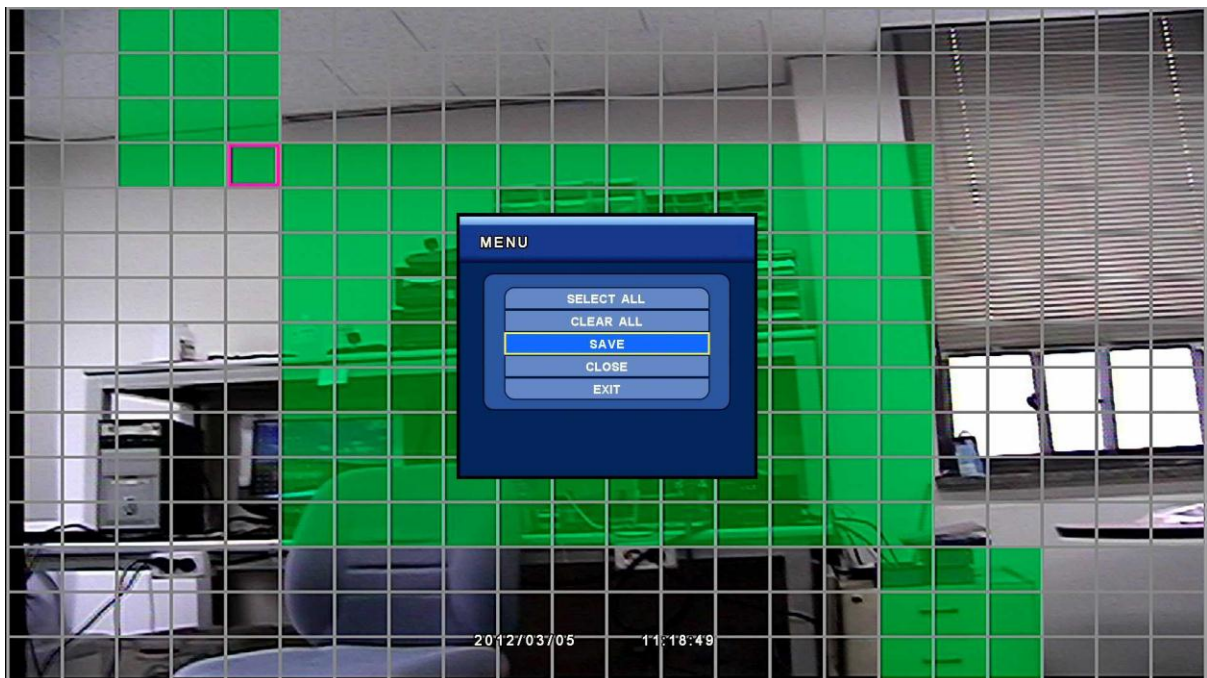 MENU
SELECT ALL
CLEAR ALL
SAVE
CLOSE
EXIT
2012/03/05 11:18:49